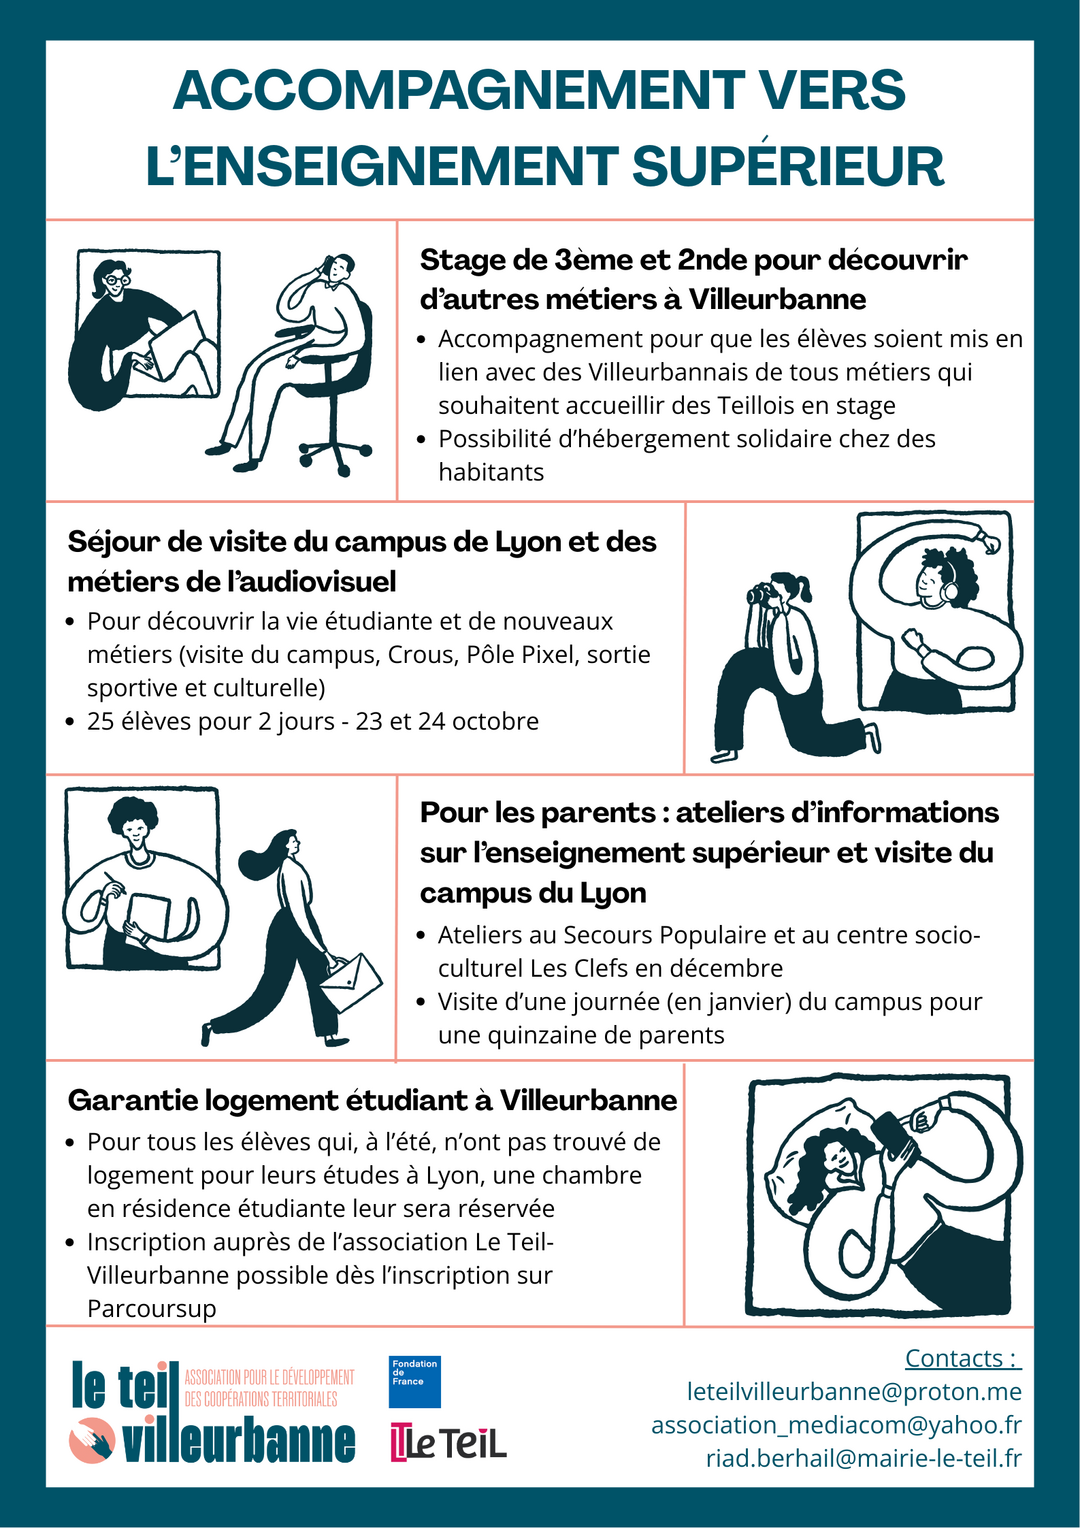 ACCOMPAGNEMENT VERS
L'ENSEIGNEMENT SUPÉRIEUR
Stage de 3ème et 2nde pour découvrir
d'autres métiers à Villeurbanne
• Accompagnement pour que les élèves soient mis en
lien avec des Villeurbannais de tous métiers qui
souhaitent accueillir des Teillois en stage
• Possibilité d'hébergement solidaire chez des
habitants
Séjour de visite du campus de Lyon et des
métiers de l'audiovisuel
• Pour découvrir la vie étudiante et de nouveaux
métiers (visite du campus, Crous, Pôle Pixel, sortie
sportive et culturelle)
• 25 élèves pour 2 jours - 23 et 24 octobre
Pour les parents : ateliers d'informations
sur l'enseignement supérieur et visite du
campus du Lyon
• Ateliers au Secours Populaire et au centre socio-
culturel Les Clefs en décembre
• Visite d'une journée (en janvier) du campus pour
une quinzaine de parents
Garantie logement étudiant à Villeurbanne
• Pour tous les élèves qui, à l'été, n'ont pas trouvé de
logement pour leurs études à Lyon, une chambre
en résidence étudiante leur sera réservée
• Inscription auprès de l'association Le Teil-
Villeurbanne possible dès l'inscription sur
Parcoursup
le teil
villeurbanne
ASSOCIATION POUR LE DÉVELOPPEMENT
DES COOPÉRATIONS TERRITORIALES
Fondation
de
France
Le TeiL
Contacts :
leteilvilleurbanne@proton.me
association_mediacom@yahoo.fr
riad.berhail@mairie-le-teil.fr